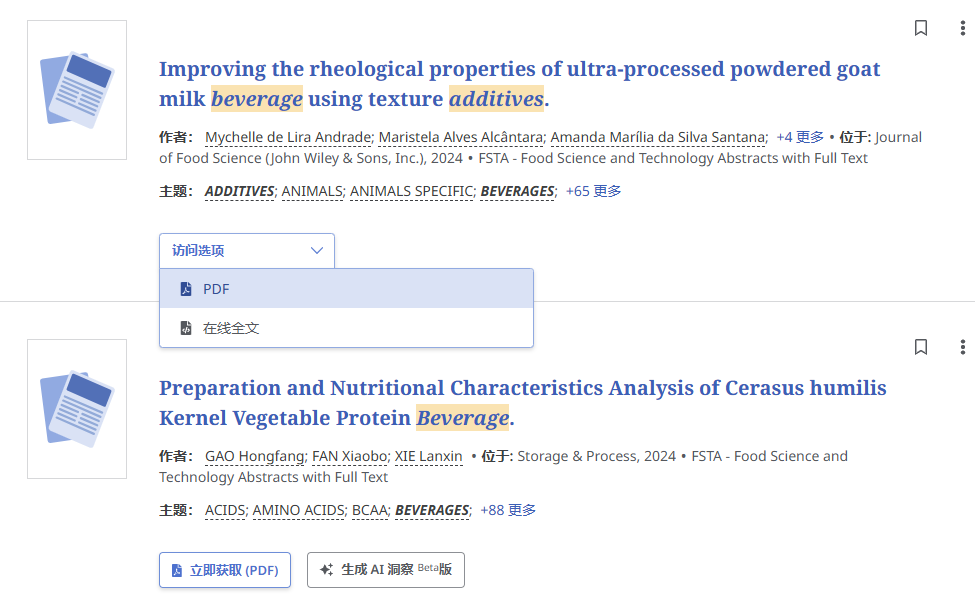 Improving the rheological properties of ultra-processed powdered goat
milk beverage using texture additives.
作者： Mychelle de Lira Andrade; Maristela Alves Alcântara; Amanda Marília da Silva Santana; +4 更多 • 位于: Journal
of Food Science (John Wiley & Sons, Inc.), 2024 • FSTA - Food Science and Technology Abstracts with Full Text
主题： ADDITIVES; ANIMALS; ANIMALS SPECIFIC; BEVERAGES; +65 更多
访问选项
PDF
在线全文
Preparation and Nutritional Characteristics Analysis of Cerasus humilis
Kernel Vegetable Protein Beverage.
作者： GAO Hongfang; FAN Xiaobo; XIE Lanxin • 位于: Storage & Process, 2024 • FSTA - Food Science and
Technology Abstracts with Full Text
主题： ACIDS; AMINO ACIDS; BCAA; BEVERAGES; +88 更多
立即获取 (PDF) 生成 AI 洞察 Beta版